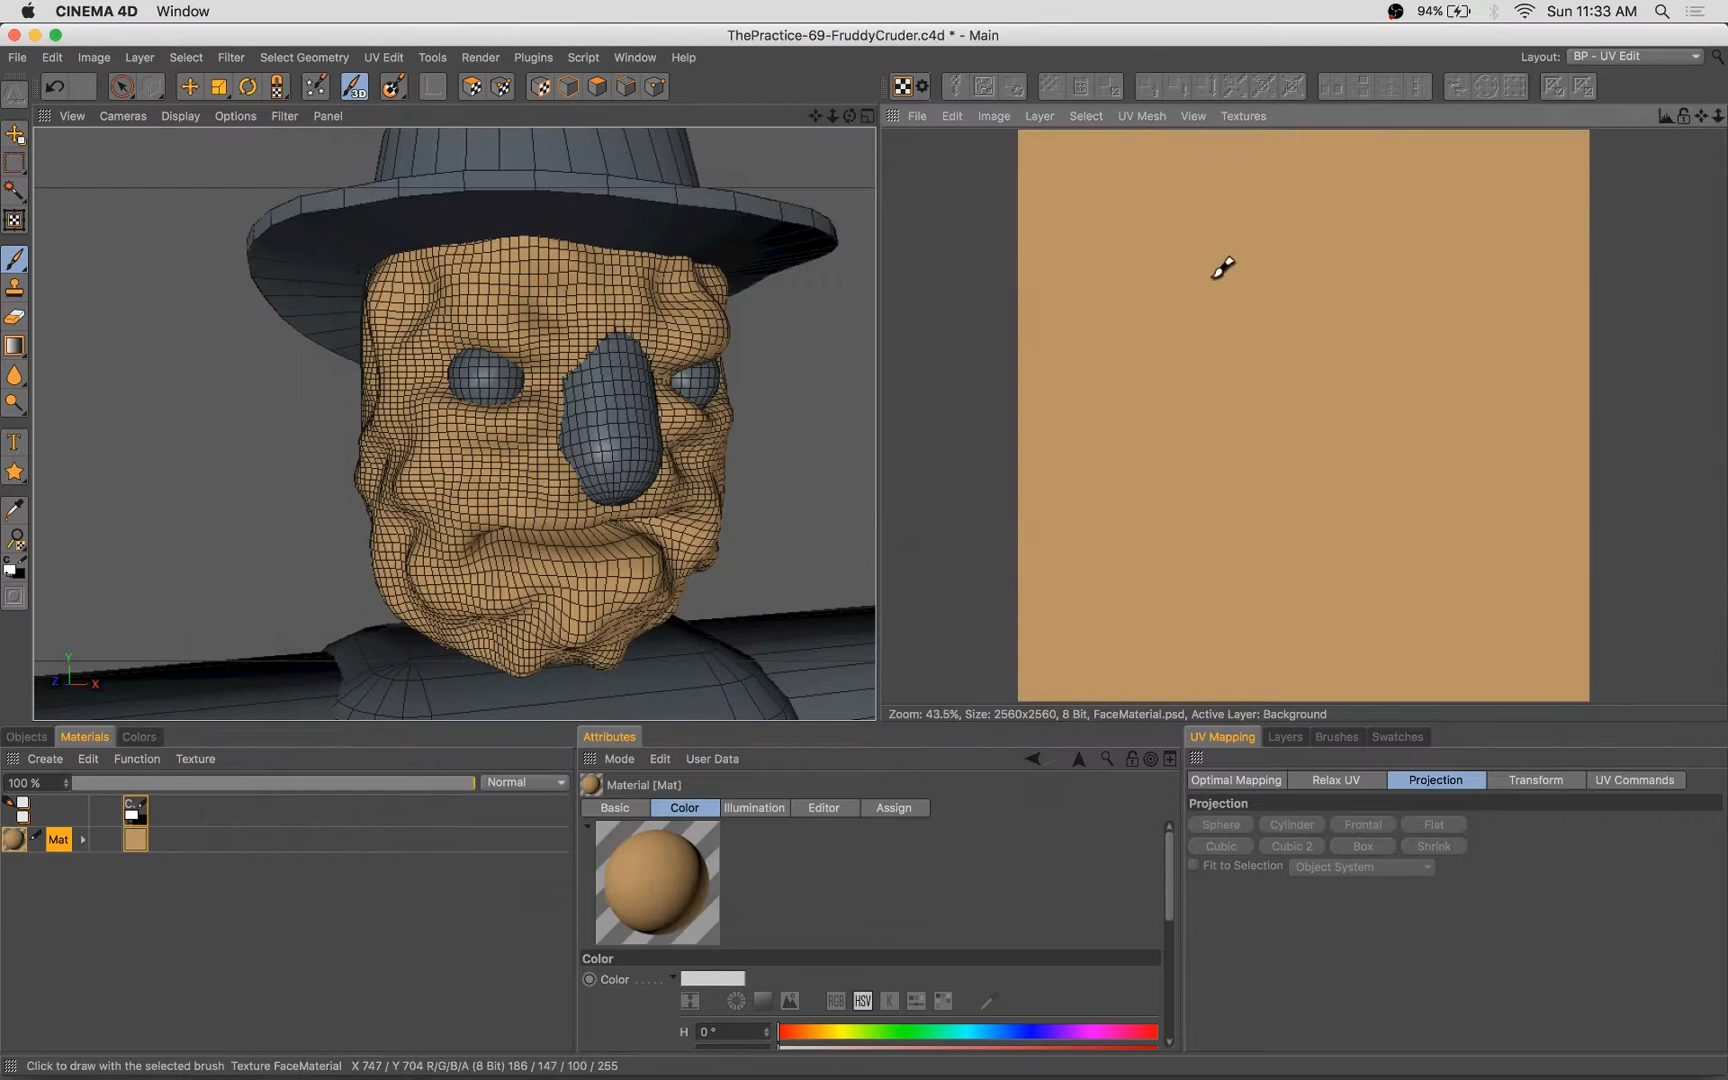 CINEMA 4D Window 94% Sun 11:33 AM
ThePractice-69-FruddyCruder.c4d * - Main
File Edit Image Layer Select Filter Select Geometry UV Edit Tools Render Plugins Script Window Help Layout: BP - UV Edit
3D
View Cameras Display Options Filter Panel File Edit Image Layer Select UV Mesh View Textures
Y
Z X
Zoom: 43.5%, Size: 2560x2560, 8 Bit, FaceMaterial.psd, Active Layer: Background
Objects Materials Colors Attributes UV Mapping Layers Brushes Swatches
Create Edit Function Texture Mode Edit User Data
100 % Normal Material [Mat] Optimal Mapping Relax UV Projection Transform UV Commands
C Basic Color Illumination Editor Assign Projection
Mat Sphere Cylinder Frontal Flat
Cubic Cubic 2 Box Shrink
Fit to Selection Object System
Color
Color . . . . .
RGB HSV K
H 0 °
Click to draw with the selected brush Texture FaceMaterial X 747 / Y 704 R/G/B/A (8 Bit) 186 / 147 / 100 / 255